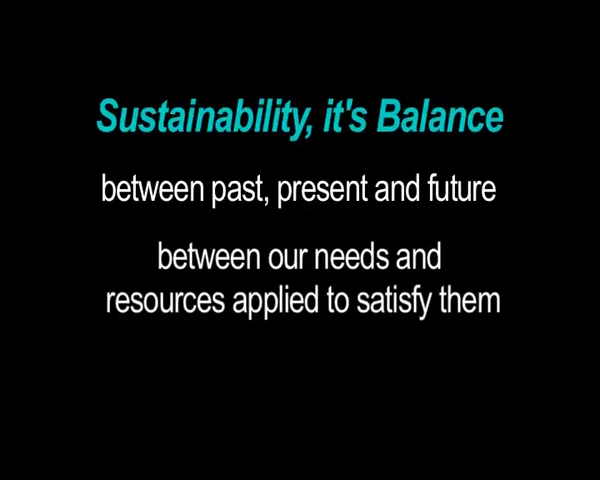 Sustainability, it's Balance
between past, present and future
between our needs and
resources applied to satisfy them